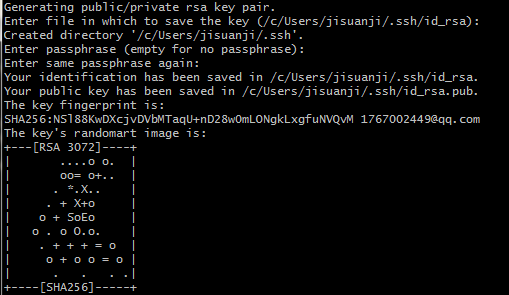 Generating public/private rsa key pair.
Enter file in which to save the key (/c/Users/jisuanji/.ssh/id_rsa):
Created directory '/c/Users/jisuanji/.ssh'.
Enter passphrase (empty for no passphrase):
Enter same passphrase again:
Your identification has been saved in /c/Users/jisuanji/.ssh/id_rsa.
Your public key has been saved in /c/Users/jisuanji/.ssh/id_rsa.pub.
The key fingerprint is:
SHA256:NSl88KwDXcjvDVbMTaqU+nD28wOmLONgkLxgfuNVQvM 1767002449@qq.com
The key's randomart image is:
+---[RSA 3072]----+
|      ....o o.   |
|      oo= o+..   |
|     . *.X..     |
|    . + X+o      |
|   o + SoEo      |
|  o . o O.o.     |
|   . + + + = o   |
|    o + o o = o  |
|     .   .   . . |
+----[SHA256]-----+